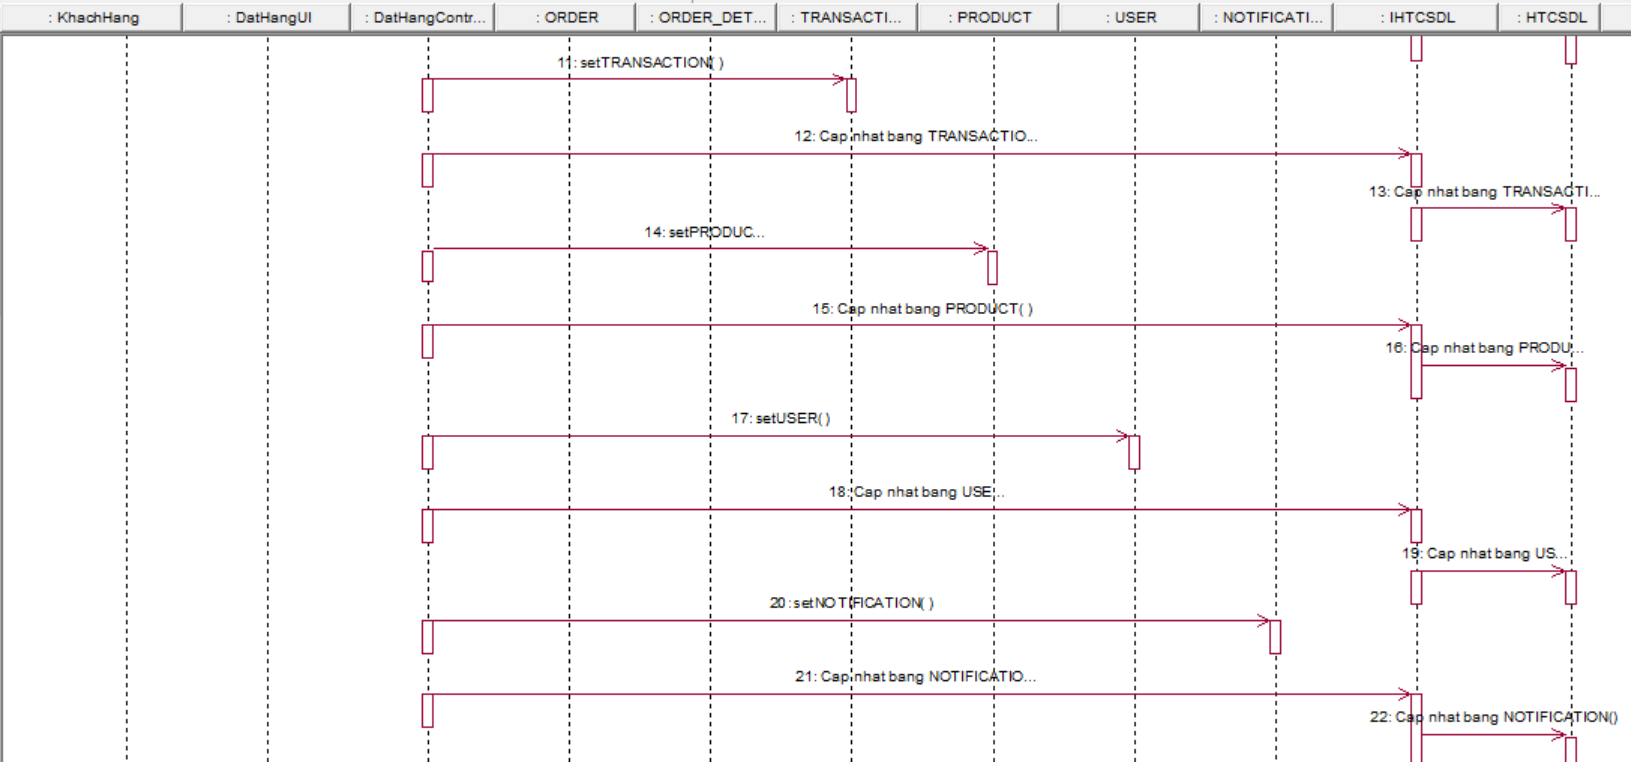 : KhachHang
: DatHangUI
: DatHangContr...
: ORDER
: ORDER_DET...
: TRANSACTI...
: PRODUCT
: USER
: NOTIFICATI...
: IHTCSDL
: HTCSDL
11: setTRANSACTION( )
12: Cap nhat bang TRANSACTIO...
13: Cap nhat bang TRANSACTI...
14: setPRODUC...
15: Cap nhat bang PRODUCT( )
16: Cap nhat bang PRODU...
17: setUSER( )
18: Cap nhat bang USE...
19: Cap nhat bang US...
20: setNOTIFICATION( )
21: Cap nhat bang NOTIFICATIO...
22: Cap nhat bang NOTIFICATION()